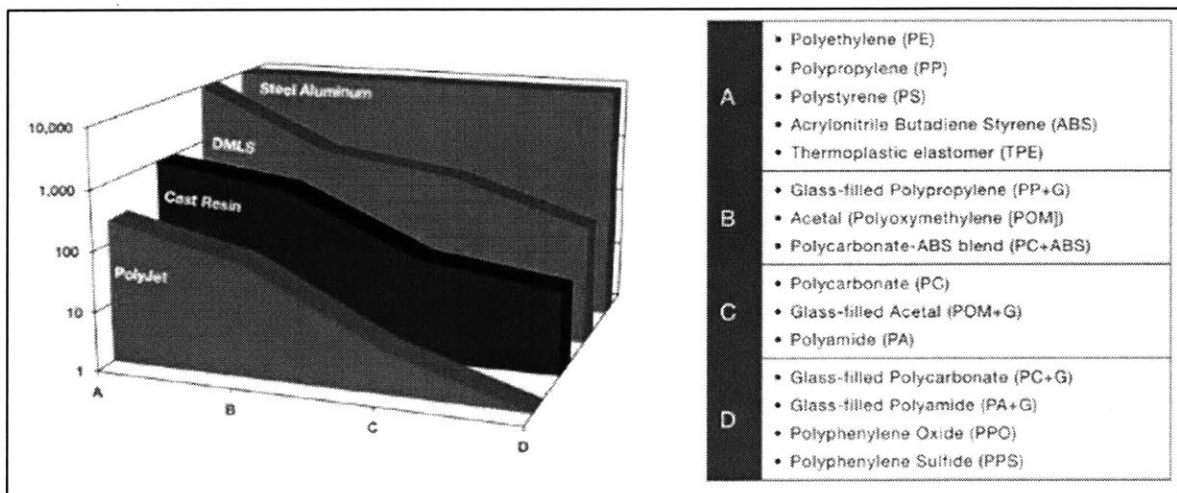 Steel Aluminum
DMLS
Cast Resin
PolyJet
10,000
1,000
100
10
1
A
B
C
D
A
• Polyethylene (PE)
• Polypropylene (PP)
• Polystyrene (PS)
• Acrylonitrile Butadiene Styrene (ABS)
• Thermoplastic elastomer (TPE)
B
• Glass-filled Polypropylene (PP+G)
• Acetal (Polyoxymethylene [POM])
• Polycarbonate-ABS blend (PC+ABS)
C
• Polycarbonate (PC)
• Glass-filled Acetal (POM+G)
• Polyamide (PA)
D
• Glass-filled Polycarbonate (PC+G)
• Glass-filled Polyamide (PA+G)
• Polyphenylene Oxide (PPO)
• Polyphenylene Sulfide (PPS)